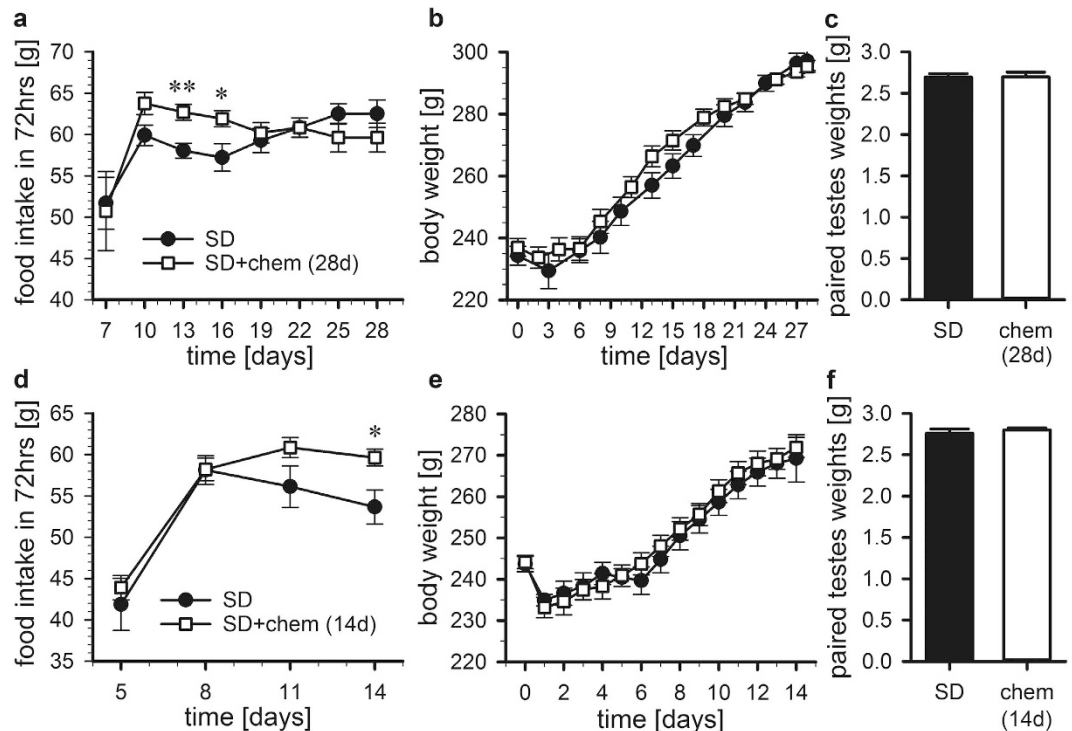 a
food intake in 72hrs [g]
70
65
60
55
50
45
40
** *
SD
SD+chem (28d)
7 10 13 16 19 22 25 28
time [days]
b
body weight [g]
300
280
260
240
220
0 3 6 9 12 15 18 21 24 27
time [days]
c
paired testes weights [g]
3.0
2.5
2.0
1.5
1.0
0.5
0.0
SD chem
(28d)
d
food intake in 72hrs [g]
65
60
55
50
45
40
35
*
SD
SD+chem (14d)
5 8 11 14
time [days]
e
body weight [g]
270
260
250
240
230
220
280
0 2 4 6 8 10 12 14
time [days]
f
paired testes weights [g]
3.0
2.5
2.0
1.5
1.0
0.5
0.0
SD chem
(14d)